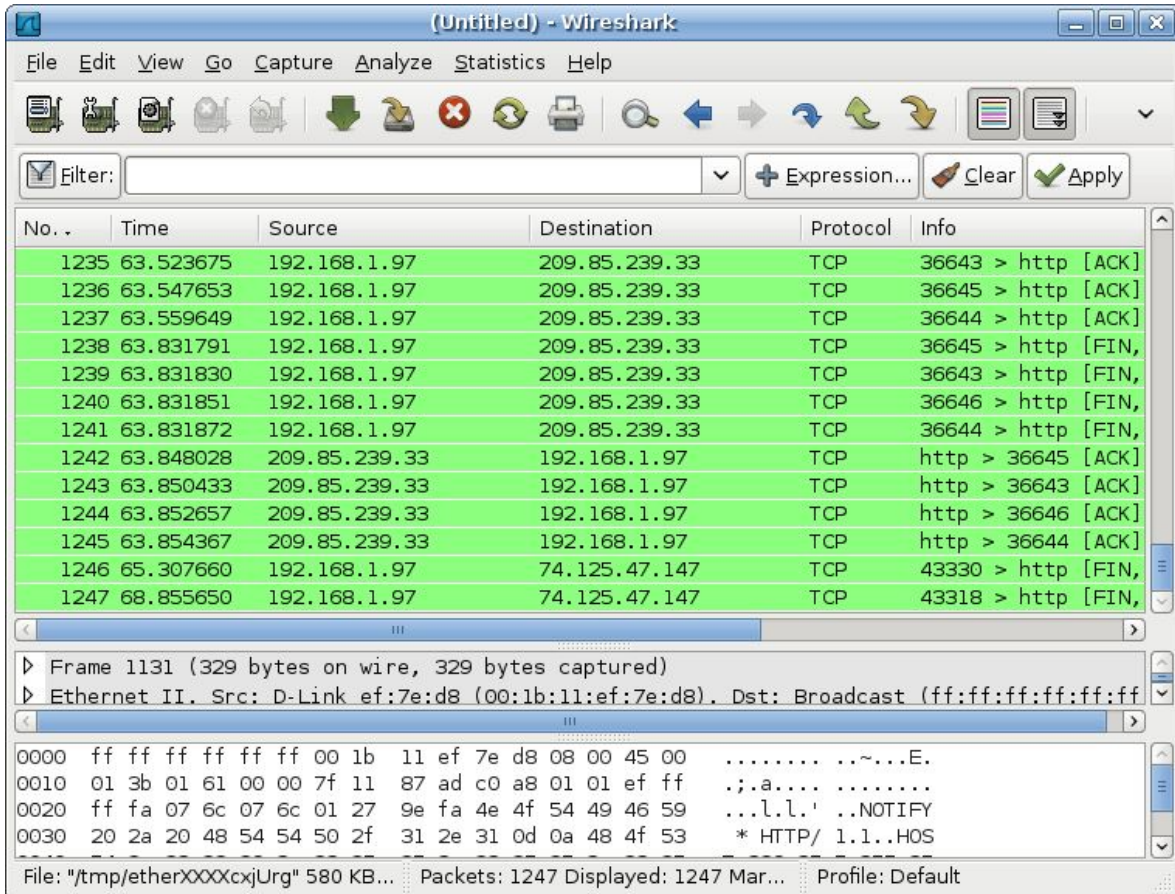 (Untitled) - Wireshark
File Edit View Go Capture Analyze Statistics Help
Filter: Expression... Clear Apply
No. . Time Source Destination Protocol Info
1235 63.523675 192.168.1.97 209.85.239.33 TCP 36643 > http [ACK]
1236 63.547653 192.168.1.97 209.85.239.33 TCP 36645 > http [ACK]
1237 63.559649 192.168.1.97 209.85.239.33 TCP 36644 > http [ACK]
1238 63.831791 192.168.1.97 209.85.239.33 TCP 36645 > http [FIN,
1239 63.831830 192.168.1.97 209.85.239.33 TCP 36643 > http [FIN,
1240 63.831851 192.168.1.97 209.85.239.33 TCP 36646 > http [FIN,
1241 63.831872 192.168.1.97 209.85.239.33 TCP 36644 > http [FIN,
1242 63.848028 209.85.239.33 192.168.1.97 TCP http > 36645 [ACK]
1243 63.850433 209.85.239.33 192.168.1.97 TCP http > 36643 [ACK]
1244 63.852657 209.85.239.33 192.168.1.97 TCP http > 36646 [ACK]
1245 63.854367 209.85.239.33 192.168.1.97 TCP http > 36644 [ACK]
1246 65.307660 192.168.1.97 74.125.47.147 TCP 43330 > http [FIN,
1247 68.855650 192.168.1.97 74.125.47.147 TCP 43318 > http [FIN,
Frame 1131 (329 bytes on wire, 329 bytes captured)
Ethernet II. Src: D-Link ef:7e:d8 (00:1b:11:ef:7e:d8). Dst: Broadcast (ff:ff:ff:ff:ff:ff
0000 ff ff ff ff ff ff 00 1b 11 ef 7e d8 08 00 45 00 ........ ..~...E.
0010 01 3b 01 61 00 00 7f 11 87 ad c0 a8 01 01 ef ff .;.a.... ........
0020 ff fa 07 6c 07 6c 01 27 9e fa 4e 4f 54 49 46 59 ...l.l.' ..NOTIFY
0030 20 2a 20 48 54 54 50 2f 31 2e 31 0d 0a 48 4f 53 * HTTP/ 1.1..HOS
File: "/tmp/etherXXXXcxjUrg" 580 KB... Packets: 1247 Displayed: 1247 Mar... Profile: Default